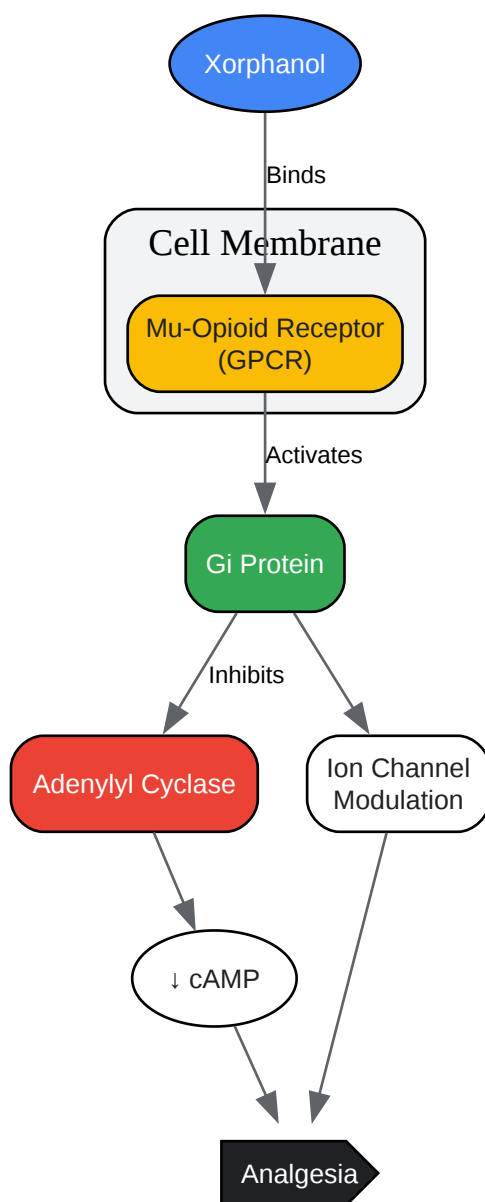 Xorphanol
Binds
Cell Membrane
Mu-Opioid Receptor
(GPCR)
Activates
Gi Protein
Inhibits
Adenylyl Cyclase
Ion Channel
Modulation
↓ cAMP
Analgesia